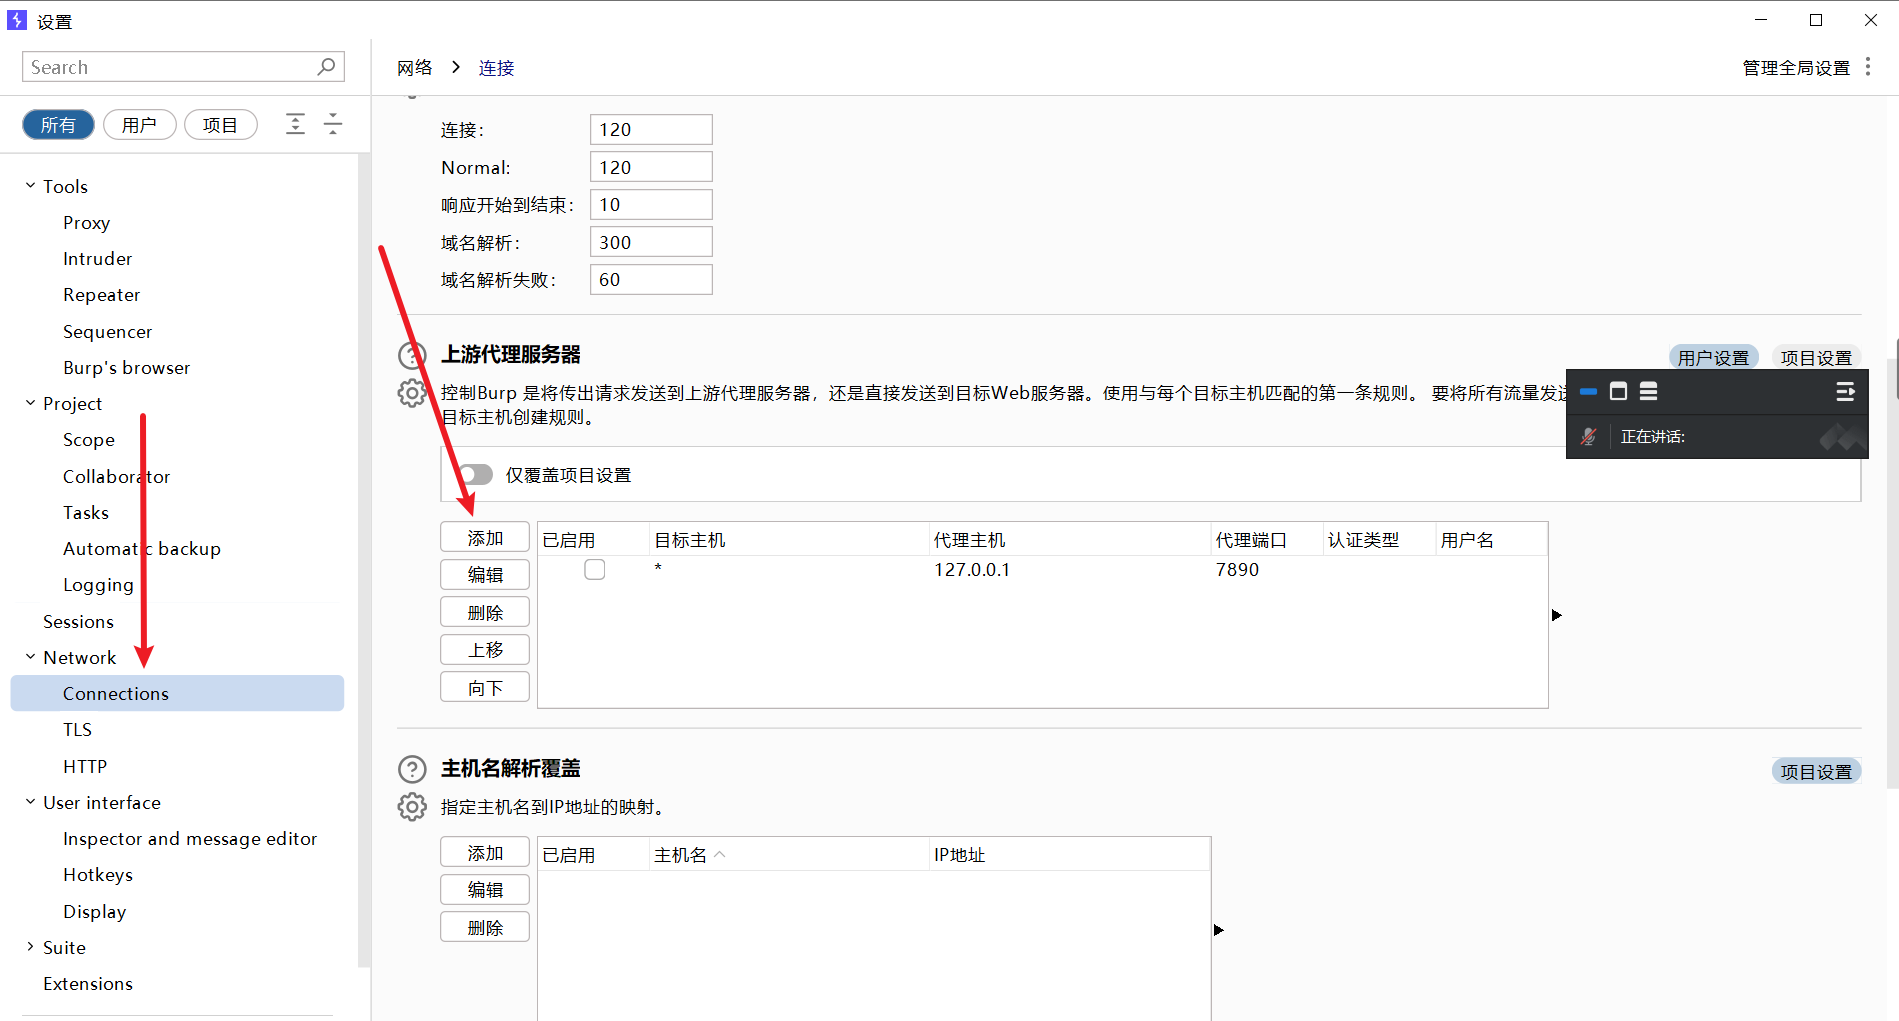 设置
Search
网络 > 连接
管理全局设置
所有 用户 项目
Tools
Proxy
Intruder
Repeater
Sequencer
Burp's browser
Project
Scope
Collaborator
Tasks
Automatic backup
Logging
Sessions
Network
Connections
TLS
HTTP
User interface
Inspector and message editor
Hotkeys
Display
Suite
Extensions
连接: 120
Normal: 120
响应开始到结束: 10
域名解析: 300
域名解析失败: 60
上游代理服务器
用户设置 项目设置
控制Burp 是将传出请求发送到上游代理服务器，还是直接发送到目标Web服务器。使用与每个目标主机匹配的第一条规则。 要将所有流量发送
目标主机创建规则。
正在讲话:
仅覆盖项目设置
添加
编辑
删除
上移
向下
已启用 目标主机 代理主机 代理端口 认证类型 用户名
* 127.0.0.1 7890
主机名解析覆盖
项目设置
指定主机名到IP地址的映射。
添加
编辑
删除
已启用 主机名 IP地址